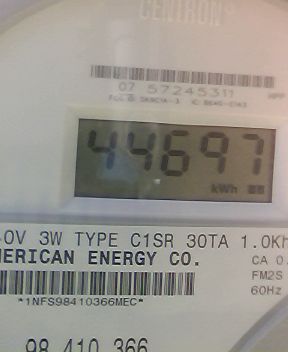 CENTRON®
07 57245311
44697
kWh
0V 3W TYPE C1SR 30TA 1.0Kh
MERICAN ENERGY CO.
CA 0.
FM2S
*1NFS98410366MEC*
60Hz
98 410 366